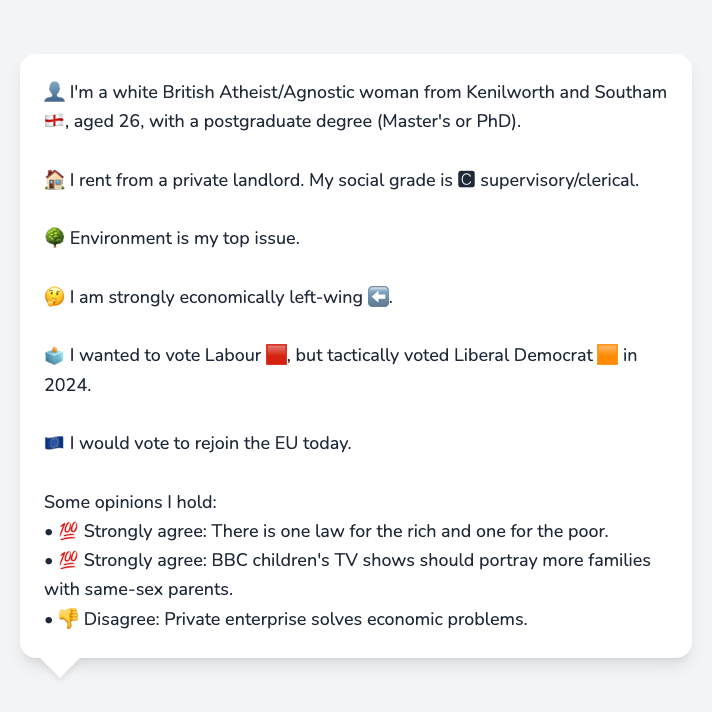 👤 I'm a white British Atheist/Agnostic woman from Kenilworth and Southam
🏴󠁧󠁢󠁥󠁮󠁧󠁿, aged 26, with a postgraduate degree (Master's or PhD).
🏠 I rent from a private landlord. My social grade is 🅲 supervisory/clerical.
🌳 Environment is my top issue.
🤔 I am strongly economically left-wing ⬅️.
🗳️ I wanted to vote Labour 🟥, but tactically voted Liberal Democrat 🟧 in
2024.
🇪🇺 I would vote to rejoin the EU today.
Some opinions I hold:
• 💯 Strongly agree: There is one law for the rich and one for the poor.
• 💯 Strongly agree: BBC children's TV shows should portray more families
with same-sex parents.
• 👎 Disagree: Private enterprise solves economic problems.